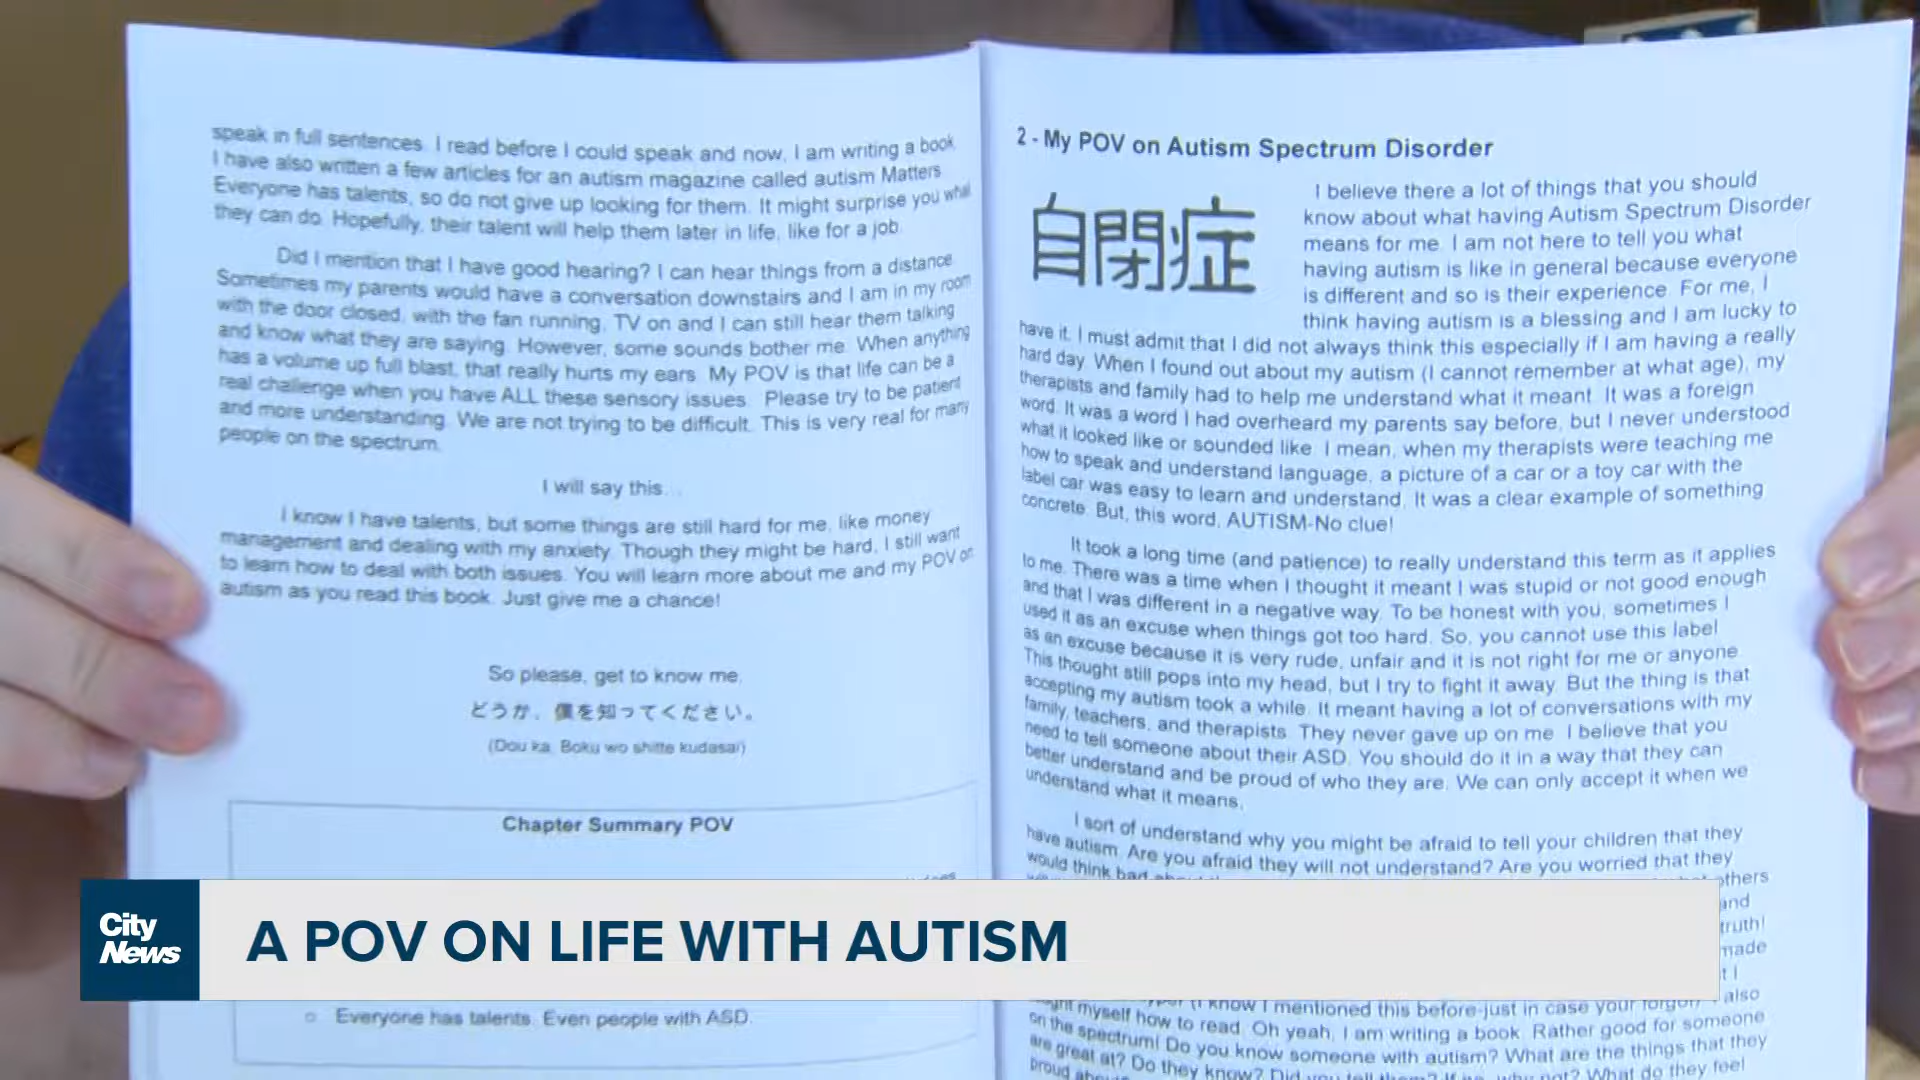 speak in full sentences. I read before I could speak and now, I am writing a book.
I have also written a few articles for an autism magazine called autism Matters.
Everyone has talents, so do not give up looking for them. It might surprise you what
they can do. Hopefully, their talent will help them later in life, like for a job.
Did I mention that I have good hearing? I can hear things from a distance.
Sometimes my parents would have a conversation downstairs and I am in my room
with the door closed, with the fan running, TV on and I can still hear them talking
and know what they are saying. However, some sounds bother me. When anything
has a volume up full blast, that really hurts my ears. My POV is that life can be a
real challenge when you have ALL these sensory issues. Please try to be patient
and more understanding. We are not trying to be difficult. This is very real for many
people on the spectrum.
I will say this...
I know I have talents, but some things are still hard for me, like money
management and dealing with my anxiety. Though they might be hard, I still want
to learn how to deal with both issues. You will learn more about me and my POV on
autism as you read this book. Just give me a chance!
So please, get to know me.
どうか、僕を知ってください。
(Dou ka, Boku wo shitte kudasai)
Chapter Summary POV
Everyone has talents. Even people with ASD.
2 - My POV on Autism Spectrum Disorder
自閉症
I believe there a lot of things that you should
know about what having Autism Spectrum Disorder
means for me. I am not here to tell you what
having autism is like in general because everyone
is different and so is their experience. For me, I
think having autism is a blessing and I am lucky to
have it. I must admit that I did not always think this especially if I am having a really
hard day. When I found out about my autism (I cannot remember at what age), my
therapists and family had to help me understand what it meant. It was a foreign
word. It was a word I had overheard my parents say before, but I never understood
what it looked like or sounded like. I mean, when my therapists were teaching me
how to speak and understand language, a picture of a car or a toy car with the
label car was easy to learn and understand. It was a clear example of something
concrete. But, this word, AUTISM-No clue!
It took a long time (and patience) to really understand this term as it applies
to me. There was a time when I thought it meant I was stupid or not good enough
and that I was different in a negative way. To be honest with you, sometimes I
used it as an excuse when things got too hard. So, you cannot use this label
as an excuse because it is very rude, unfair and it is not right for me or anyone.
This thought still pops into my head, but I try to fight it away. But the thing is that
accepting my autism took a while. It meant having a lot of conversations with my
family, teachers, and therapists. They never gave up on me. I believe that you
need to tell someone about their ASD. You should do it in a way that they can
better understand and be proud of who they are. We can only accept it when we
understand what it means.
I sort of understand why you might be afraid to tell your children that they
have autism. Are you afraid they will not understand? Are you worried that they
would think bad
others
and
truth!
made
t I
also
(I know I mentioned this before-just in case your forgot)
myself how to read. Oh yeah, I am writing a book. Rather good for someone
on the spectrum! Do you know someone with autism? What are the things that they
are great at? Do they know? Did you tell them? If no, why not? What do they feel
proud
City
News
A POV ON LIFE WITH AUTISM